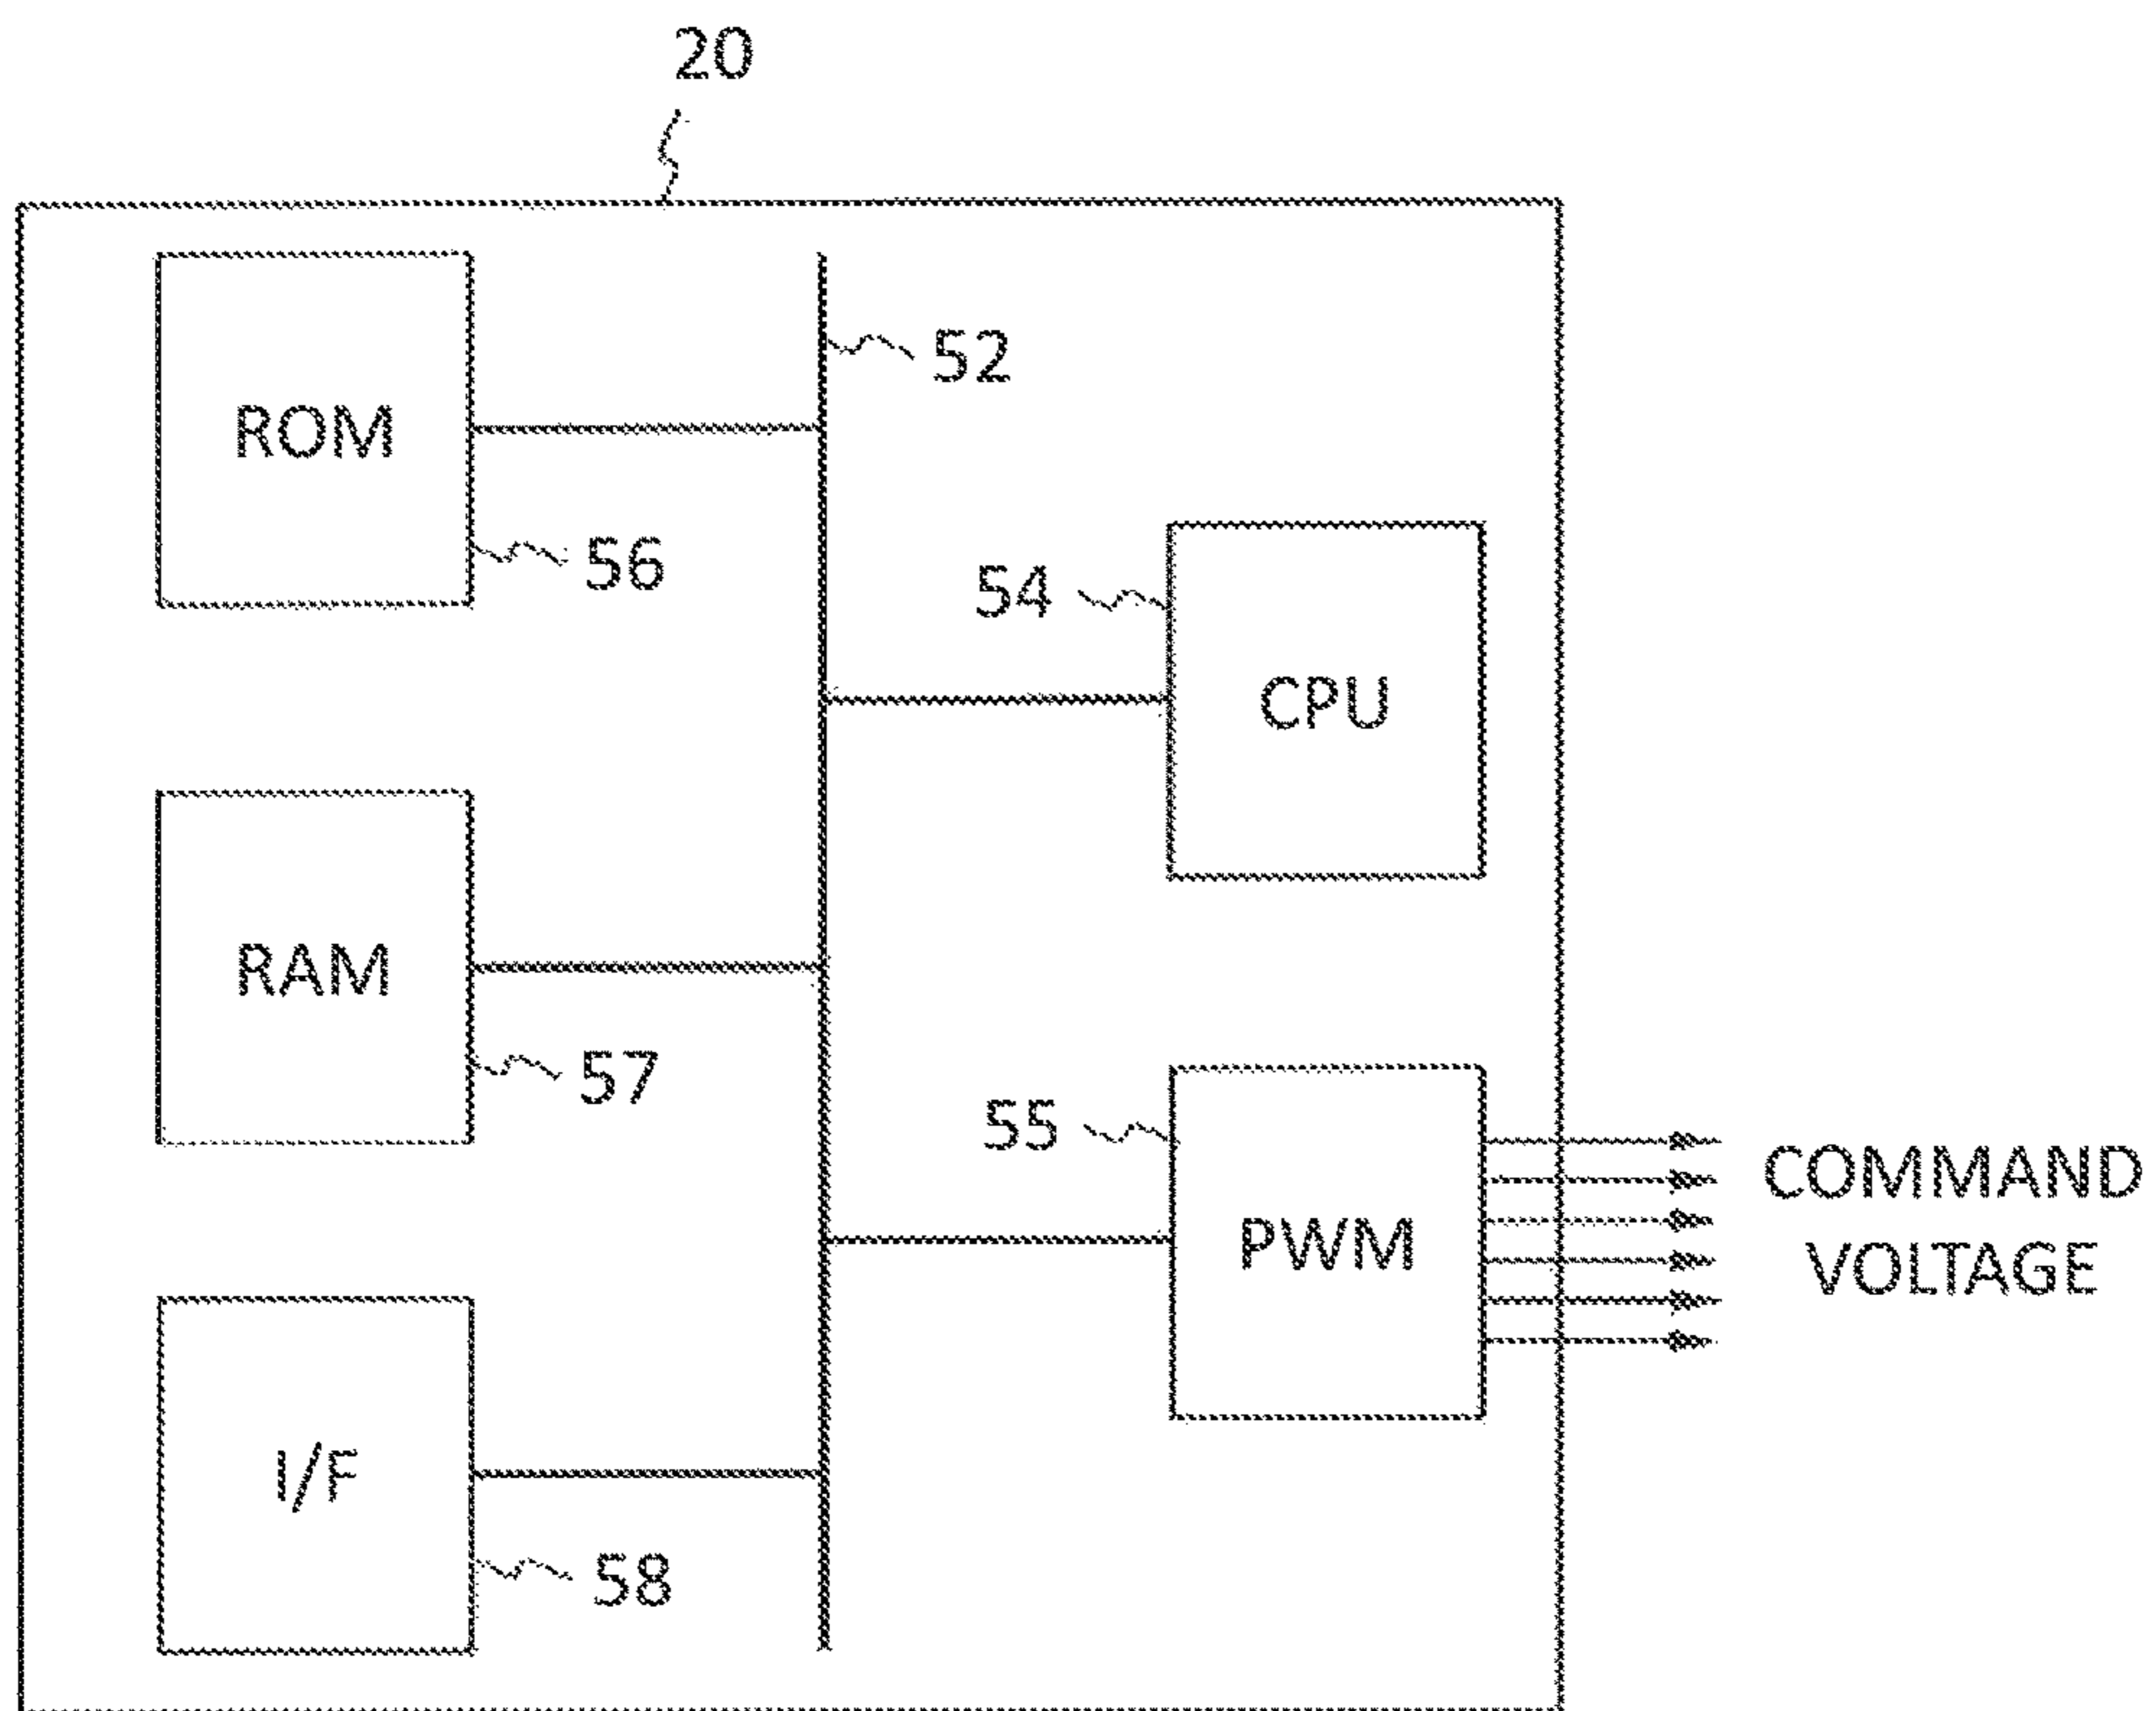 20
52
ROM
56
54
CPU
RAM
57
55
COMMAND
PWM
VOLTAGE
I/F
58